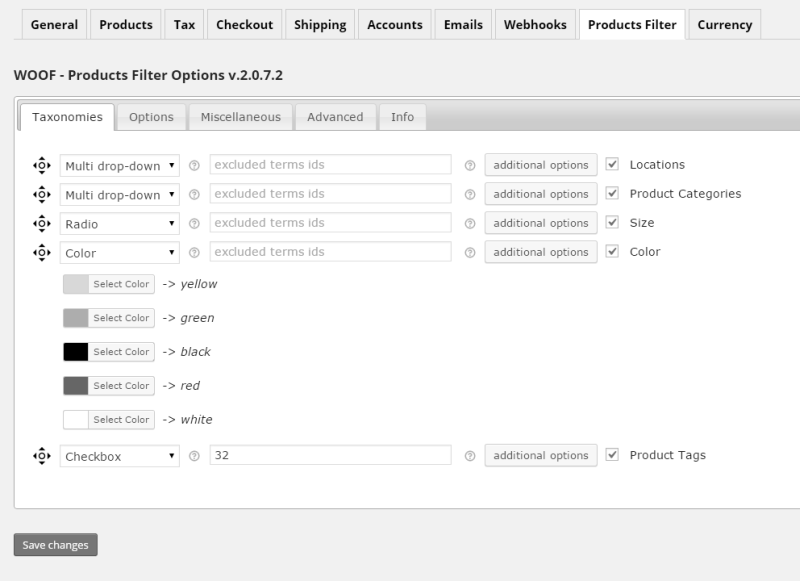 General Products Tax Checkout Shipping Accounts Emails Webhooks Products Filter Currency
WOOF - Products Filter Options v.2.0.7.2
Taxonomies Options Miscellaneous Advanced Info
Multi drop-down ? excluded terms ids ? additional options Locations
Multi drop-down ? excluded terms ids ? additional options Product Categories
Radio ? excluded terms ids ? additional options Size
Color ? excluded terms ids ? additional options Color
Select Color -> yellow
Select Color -> green
Select Color -> black
Select Color -> red
Select Color -> white
Checkbox ? 32 ? additional options Product Tags
Save changes